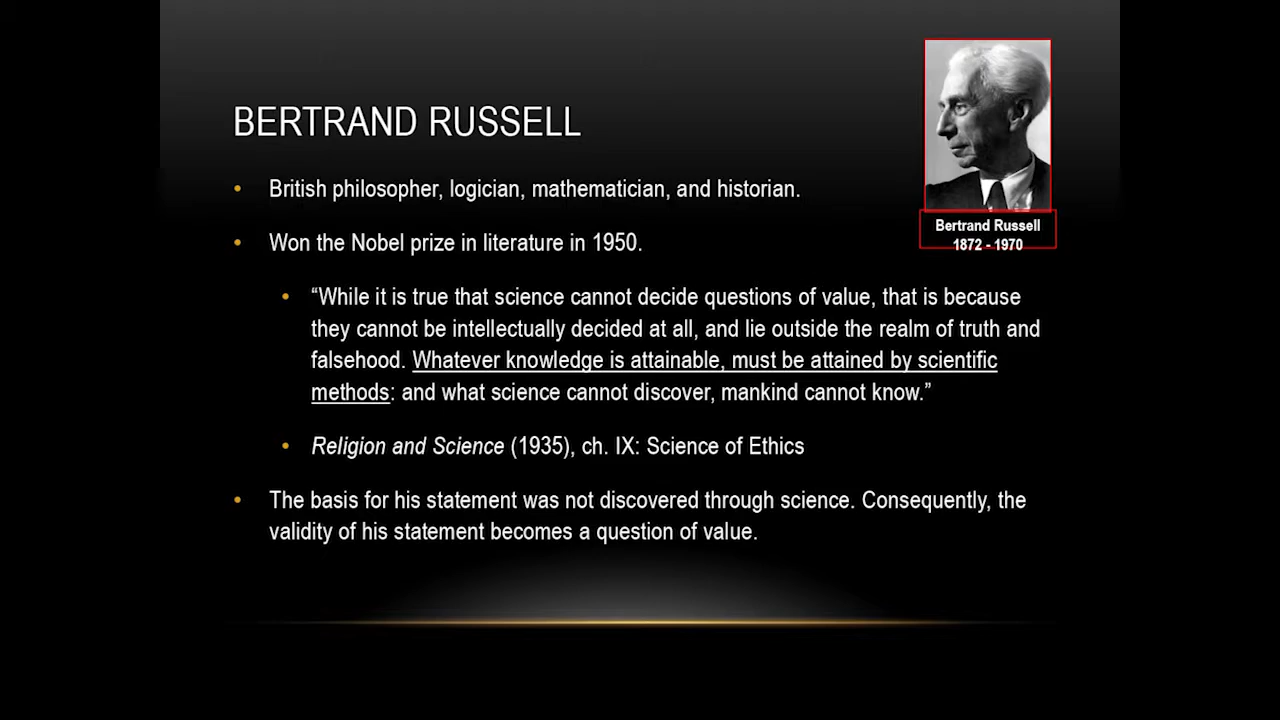 BERTRAND RUSSELL
Bertrand Russell
1872 - 1970
• British philosopher, logician, mathematician, and historian.
• Won the Nobel prize in literature in 1950.
• “While it is true that science cannot decide questions of value, that is because
they cannot be intellectually decided at all, and lie outside the realm of truth and
falsehood. Whatever knowledge is attainable, must be attained by scientific
methods: and what science cannot discover, mankind cannot know.”
• Religion and Science (1935), ch. IX: Science of Ethics
• The basis for his statement was not discovered through science. Consequently, the
validity of his statement becomes a question of value.